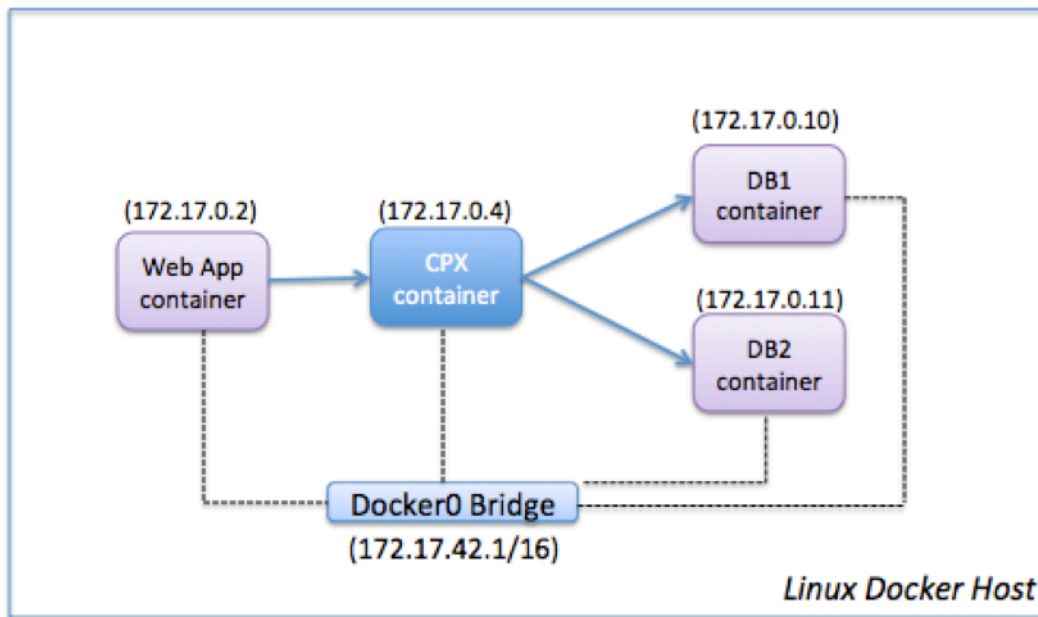 (172.17.0.10)
DB1
container
(172.17.0.2)
Web App
container
(172.17.0.4)
CPX
container
(172.17.0.11)
DB2
container
Docker0 Bridge
(172.17.42.1/16)
Linux Docker Host